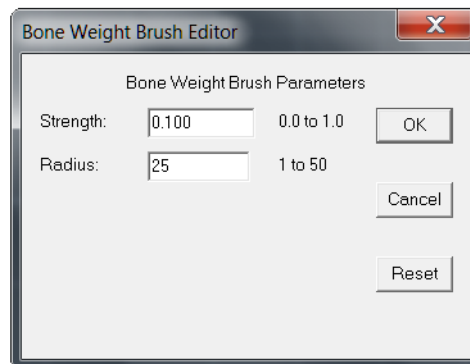 Bone Weight Brush Editor
Bone Weight Brush Parameters
Strength: 0.100 0.0 to 1.0 OK
Radius: 25 1 to 50
Cancel
Reset